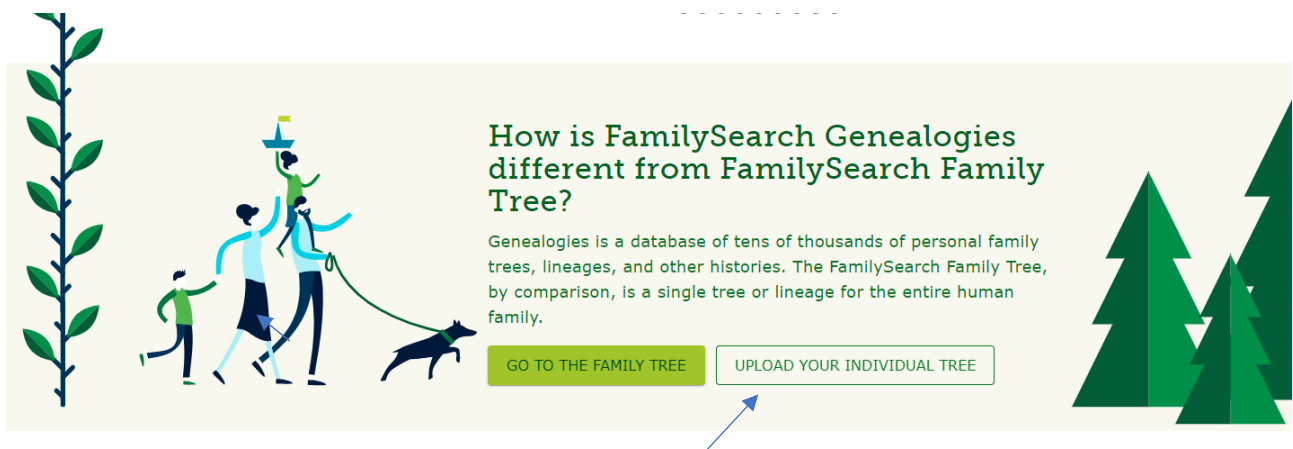 How is FamilySearch Genealogies
different from FamilySearch Family
Tree?
Genealogies is a database of tens of thousands of personal family
trees, lineages, and other histories. The FamilySearch Family Tree,
by comparison, is a single tree or lineage for the entire human
family.
GO TO THE FAMILY TREE
UPLOAD YOUR INDIVIDUAL TREE